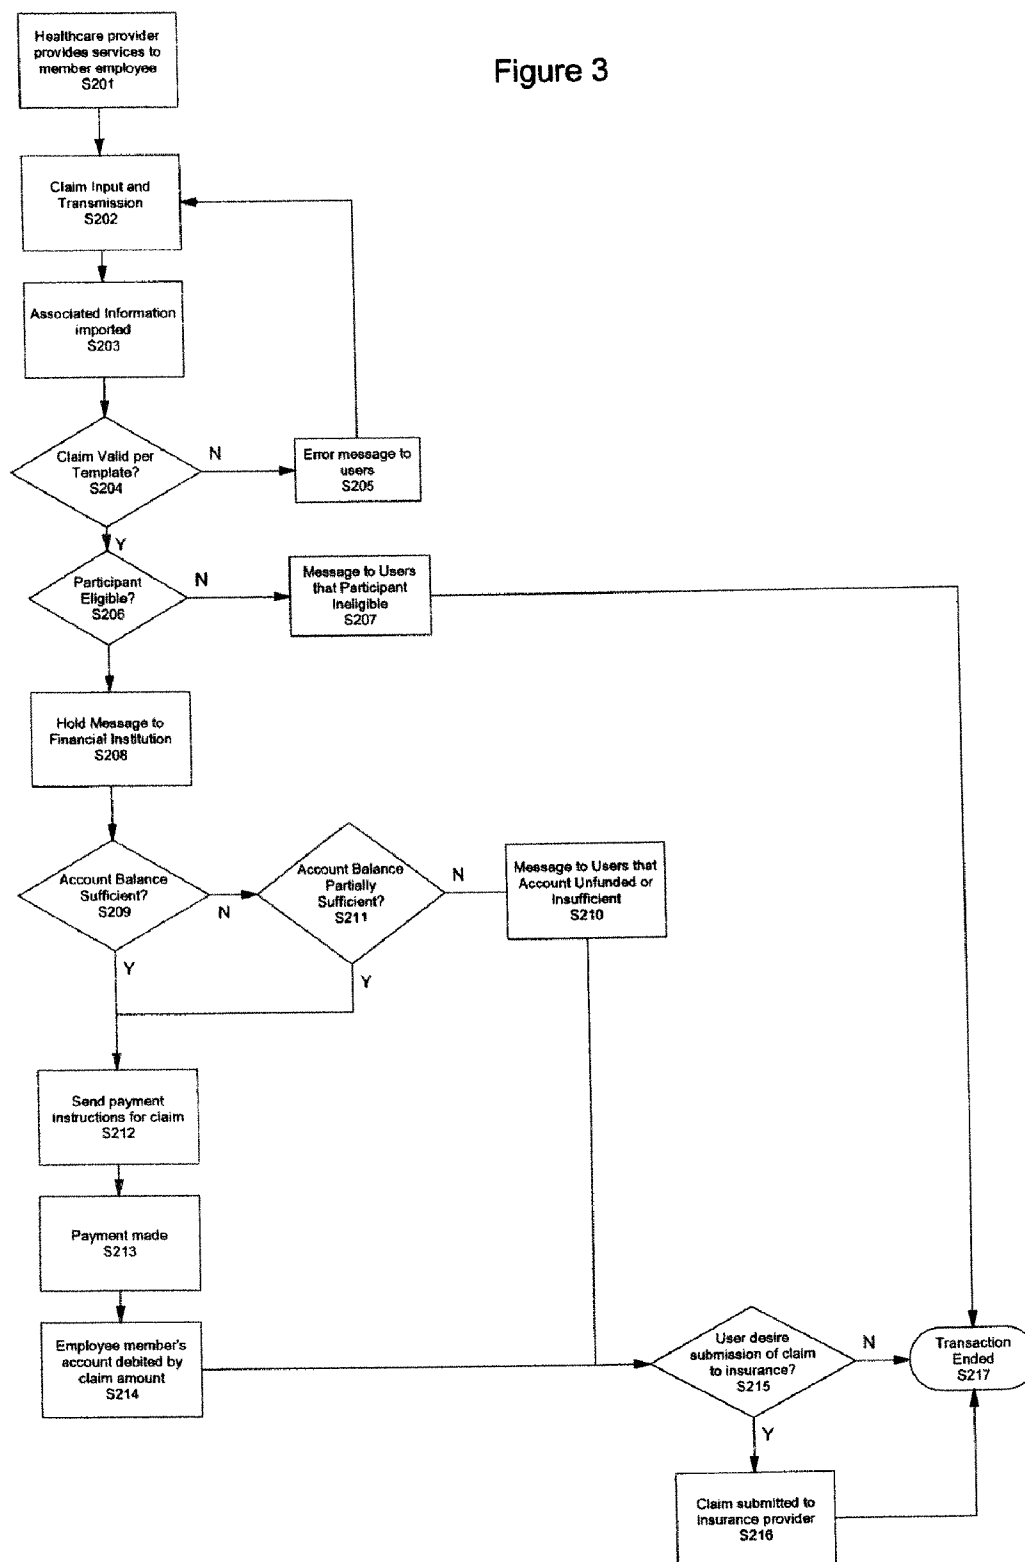 Healthcare provider
provides services to
member employee
S201
Figure 3
Claim Input and
Transmission
S202
Associated Information
imported
S203
Claim Valid per
Template?
S204
N
Error message to
users
S205
Y
Participant
Eligible?
S206
N
Message to Users
that Participant
Ineligible
S207
Hold Message to
Financial Institution
S208
Account Balance
Sufficient?
S209
N
Account Balance
Partially
Sufficient?
S211
N
Message to Users that
Account Unfunded or
Insufficient
S210
Y
Y
Send payment
instructions for claim
S212
Payment made
S213
Employee member's
account debited by
claim amount
S214
User desire
submission of claim
to insurance?
S215
N
Transaction
Ended
S217
Y
Claim submitted to
insurance provider
S216